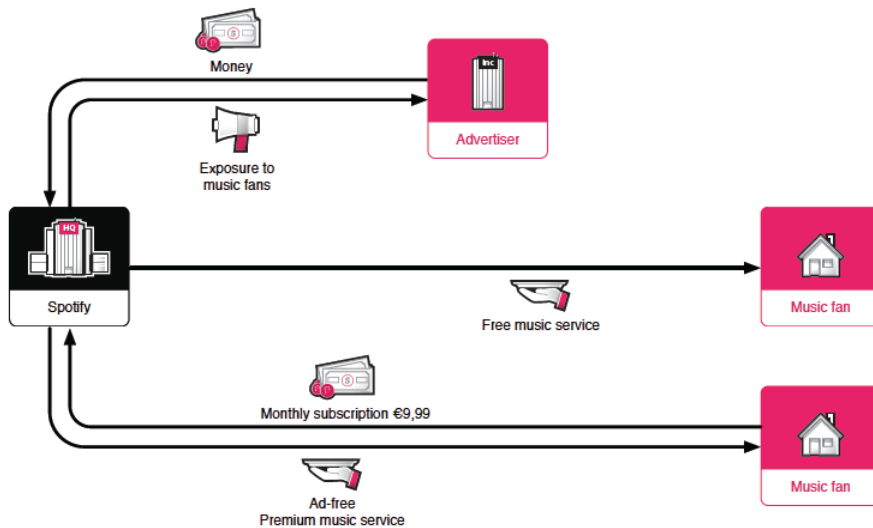 Money
Inc
Advertiser
Exposure to
music fans
HQ
Spotify
Music fan
Free music service
Monthly subscription €9,99
Music fan
Ad-free
Premium music service